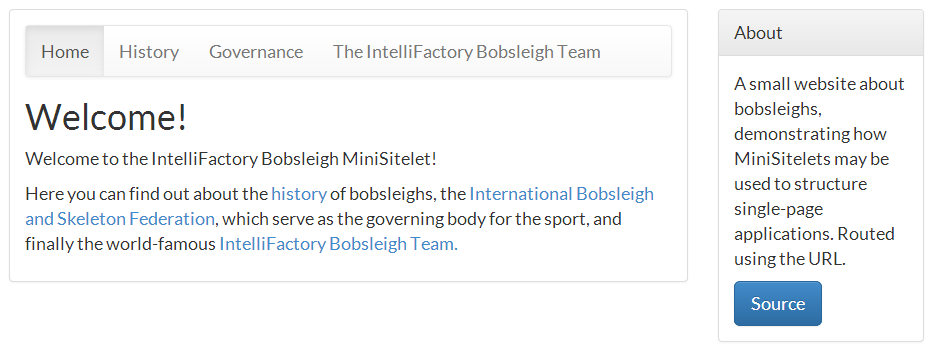 Home History Governance The IntelliFactory Bobsleigh Team
Welcome!
Welcome to the IntelliFactory Bobsleigh MiniSitelet!
Here you can find out about the history of bobsleighs, the International Bobsleigh
and Skeleton Federation, which serve as the governing body for the sport, and
finally the world-famous IntelliFactory Bobsleigh Team.
About
A small website about
bobsleighs,
demonstrating how
MiniSitelets may be
used to structure
single-page
applications. Routed
using the URL.
Source